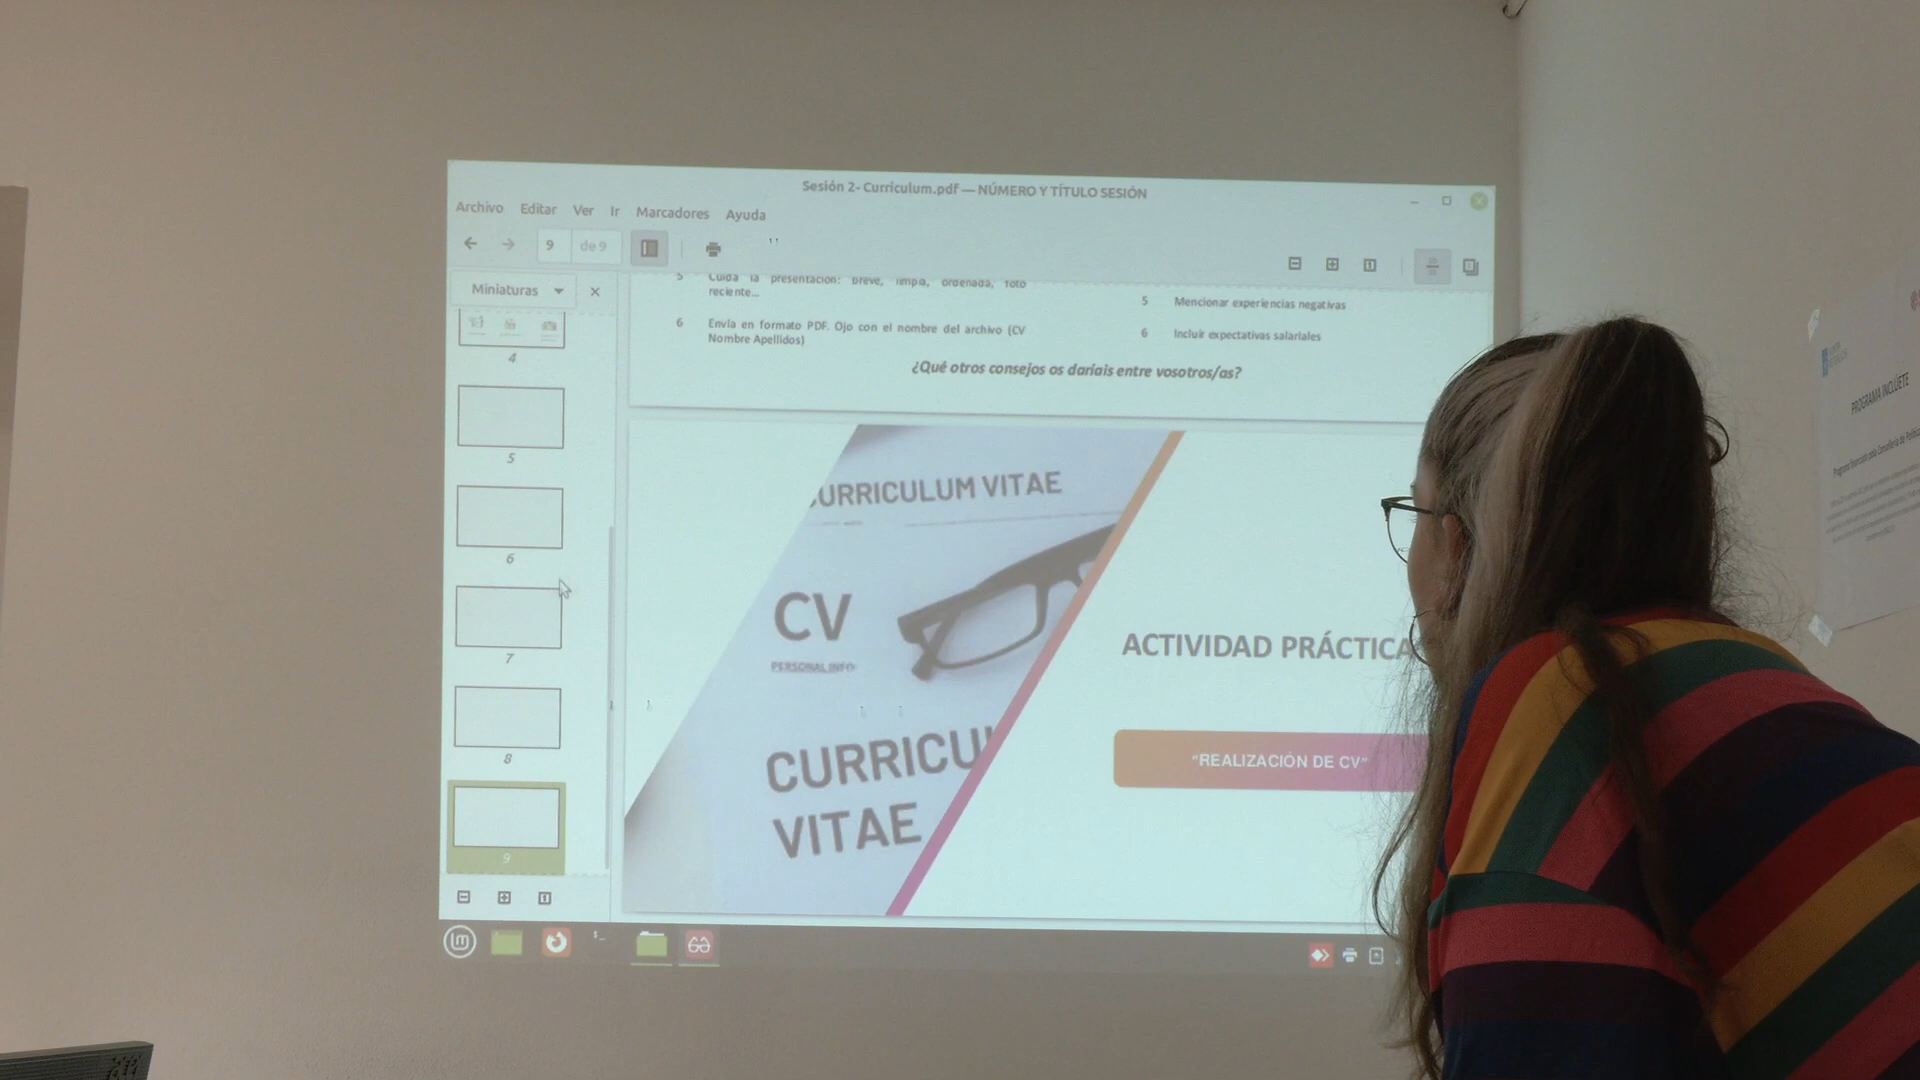 Sesión 2- Curriculum.pdf — NÚMERO Y TÍTULO SESIÓN
Archivo Editar Ver Ir Marcadores Ayuda
9 de 9
Miniaturas
4
5
6
7
8
9
5 Cuida la presentación: breve, limpia, ordenada, foto
reciente...
6 Envía en formato PDF. Ojo con el nombre del archivo (CV
Nombre Apellidos)
5 Mencionar experiencias negativas
6 Incluir expectativas salariales
¿Qué otros consejos os daríais entre vosotros/as?
URRICULUM VITAE
CV
PERSONAL INFO
CURRICU
VITAE
ACTIVIDAD PRÁCTICA
"REALIZACIÓN DE CV"
PROGRAMA INCLÚETE